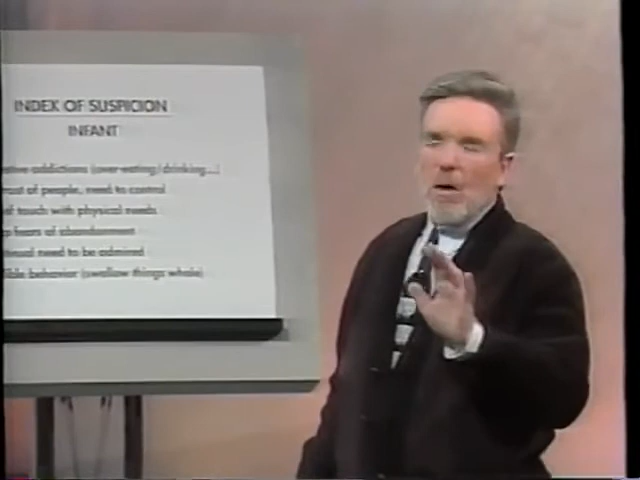 INDEX OF SUSPICION
INFANT
addictions (over-eating/drinking...)
of people, need to control
of touch with physical needs
fears of abandonment
need to be admired
behavior (swallow things whole)